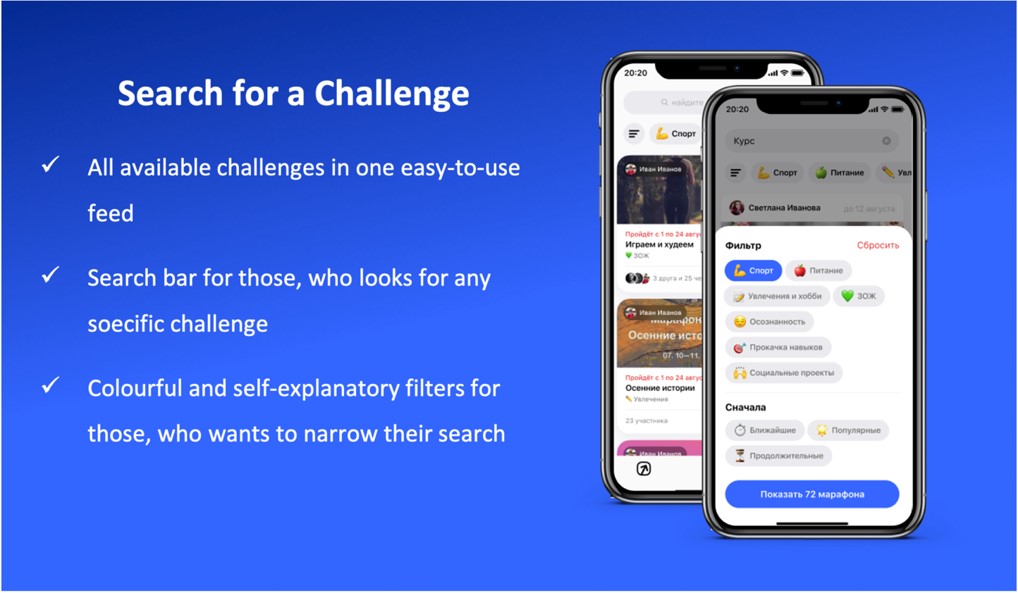 Search for a Challenge
✓ All available challenges in one easy-to-use
feed
✓ Search bar for those, who looks for any
soecific challenge
✓ Colourful and self-explanatory filters for
those, who wants to narrow their search
20:20
найдите
💪 Спорт
Иван Иванов
Пройдёт с 1 по 24 авгус
Играем и худеем
💚 ЗОЖ
3 друга и 25 че
Иван Иванов
Марафон
Осенние исто
07. 10—11.
Пройдёт с 1 по 24 авгус
Осенние истории
✏️ Увлечения
23 участника
Иван Иванов
20:20
Курс
💪 Спорт 🍏 Питание ✏️ Увл
Светлана Иванова до 12 августа
Фильтр Сбросить
💪 Спорт 🍎 Питание
📝 Увлечения и хобби 💚 ЗОЖ
😌 Осознанность
🎯 Прокачка навыков
🙌 Социальные проекты
Сначала
⏱ Ближайшие 🌟 Популярные
⏳ Продолжительные
Показать 72 марафона